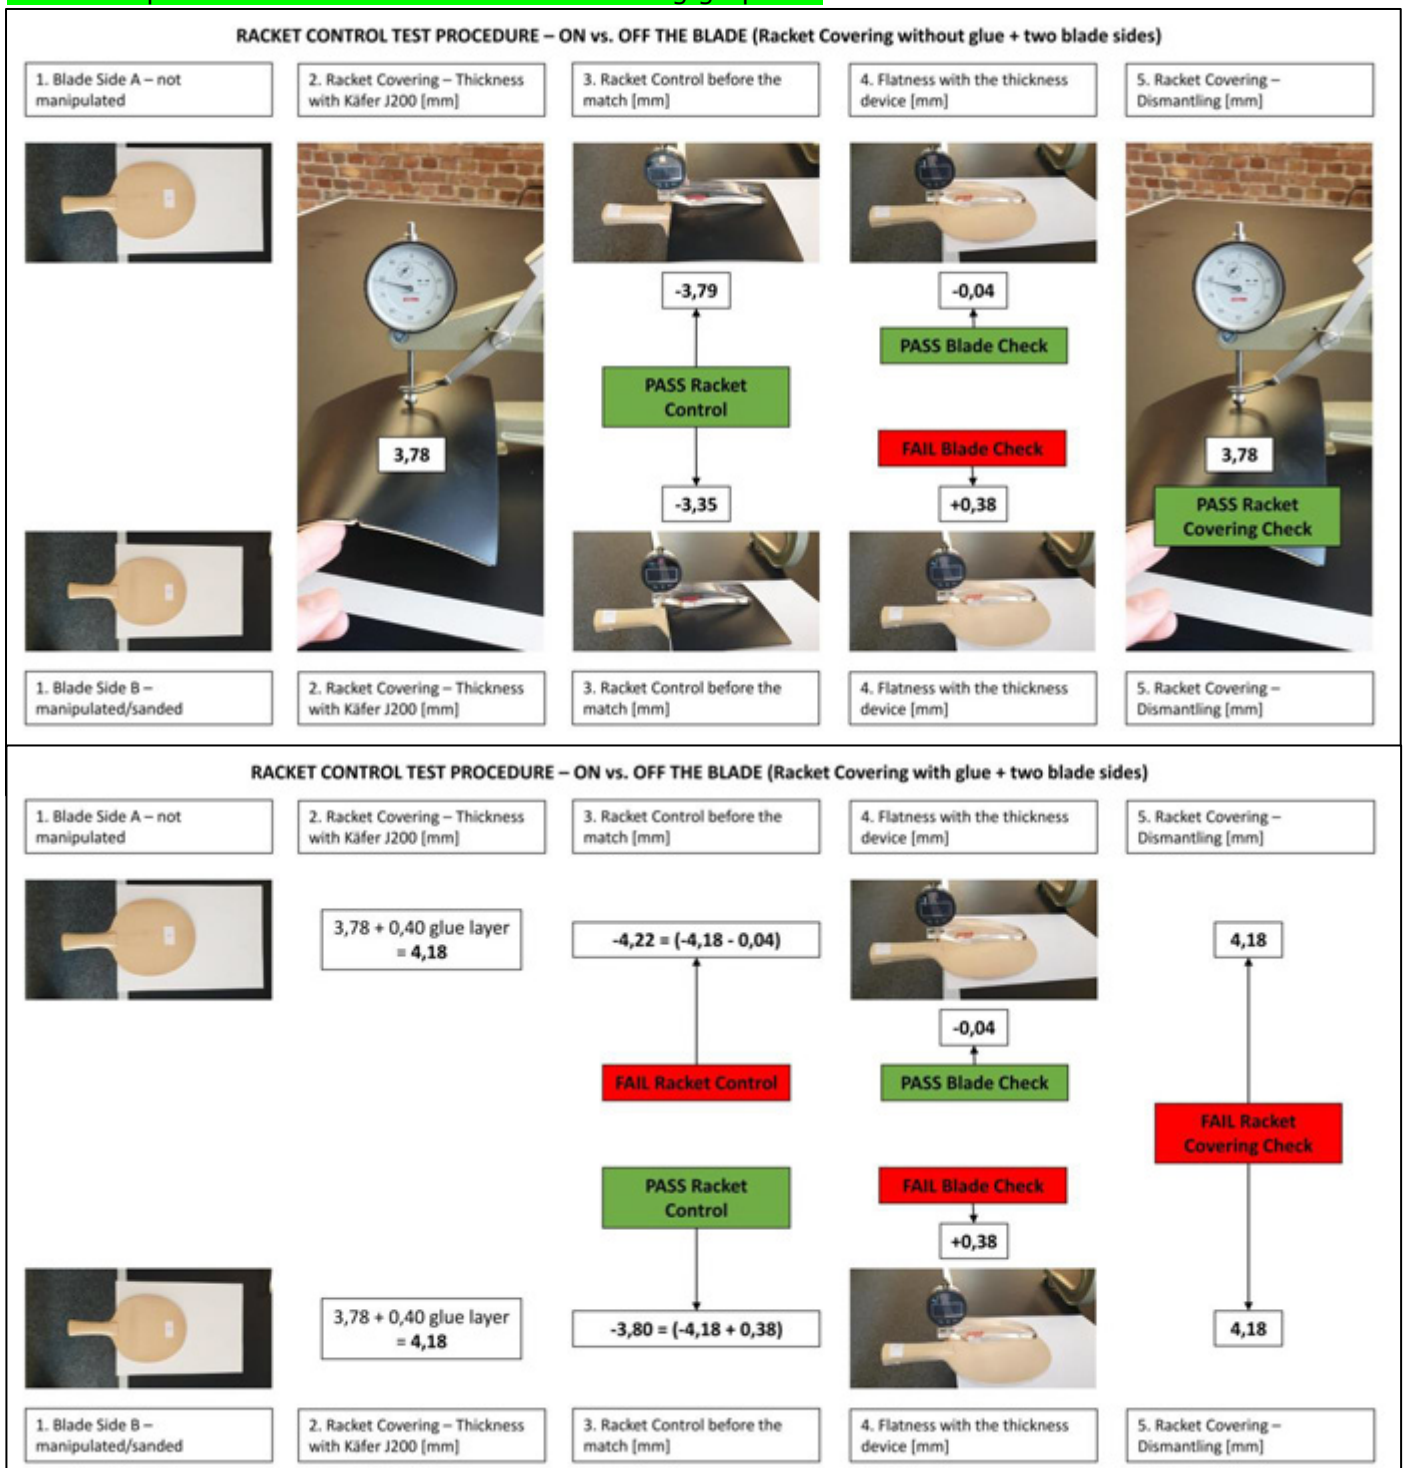 RACKET CONTROL TEST PROCEDURE – ON vs. OFF THE BLADE (Racket Covering without glue + two blade sides)
1. Blade Side A – not
manipulated
2. Racket Covering – Thickness
with Käfer J200 [mm]
3. Racket Control before the
match [mm]
4. Flatness with the thickness
device [mm]
5. Racket Covering –
Dismantling [mm]
-3,79
-0,04
PASS Blade Check
PASS Racket
Control
FAIL Blade Check
3,78
3,78
-3,35
+0,38
PASS Racket
Covering Check
1. Blade Side B –
manipulated/sanded
2. Racket Covering – Thickness
with Käfer J200 [mm]
3. Racket Control before the
match [mm]
4. Flatness with the thickness
device [mm]
5. Racket Covering –
Dismantling [mm]
RACKET CONTROL TEST PROCEDURE – ON vs. OFF THE BLADE (Racket Covering with glue + two blade sides)
1. Blade Side A – not
manipulated
2. Racket Covering – Thickness
with Käfer J200 [mm]
3. Racket Control before the
match [mm]
4. Flatness with the thickness
device [mm]
5. Racket Covering –
Dismantling [mm]
3,78 + 0,40 glue layer
= 4,18
-4,22 = (-4,18 - 0,04)
4,18
-0,04
FAIL Racket Control
PASS Blade Check
FAIL Racket
Covering Check
PASS Racket
Control
FAIL Blade Check
+0,38
3,78 + 0,40 glue layer
= 4,18
-3,80 = (-4,18 + 0,38)
4,18
1. Blade Side B –
manipulated/sanded
2. Racket Covering – Thickness
with Käfer J200 [mm]
3. Racket Control before the
match [mm]
4. Flatness with the thickness
device [mm]
5. Racket Covering –
Dismantling [mm]